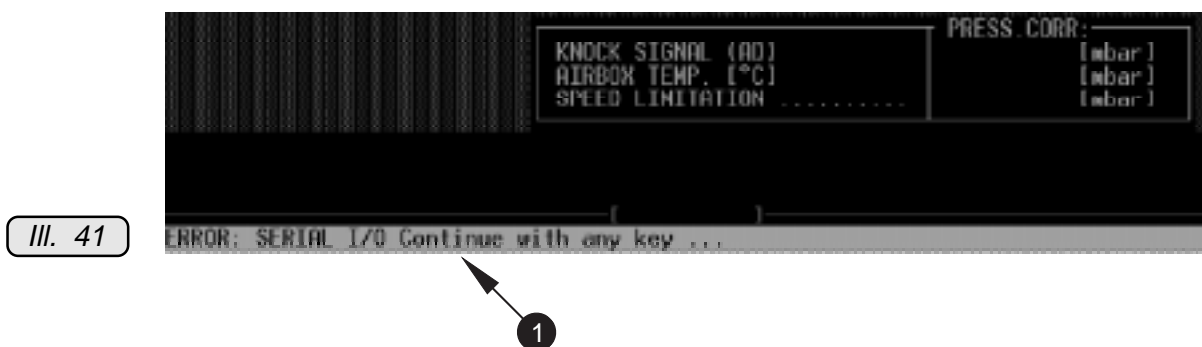 PRESS.CORR:
KNOCK SIGNAL (AD) [mbar]
AIRBOX TEMP. [°C] [mbar]
SPEED LIMITATION .......... [mbar]
[ ]
Ill. 41
ERROR: SERIAL I/O Continue with any key ...
1